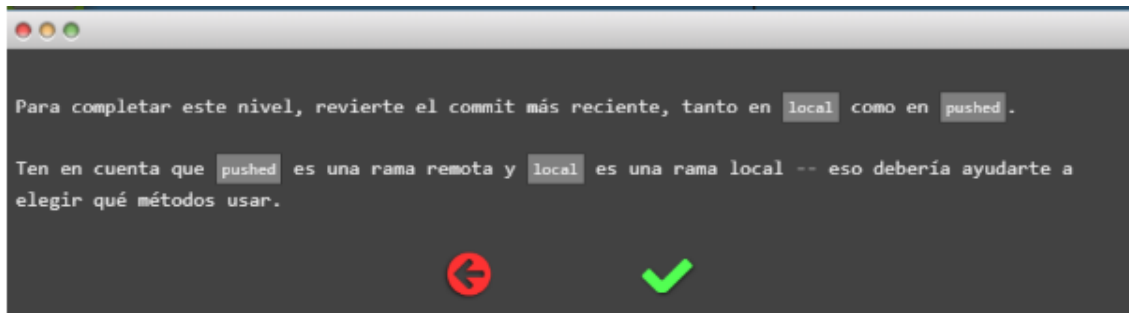 Para completar este nivel, revierte el commit más reciente, tanto en local como en pushed.
Ten en cuenta que pushed es una rama remota y local es una rama local -- eso debería ayudarte a
elegir qué métodos usar.